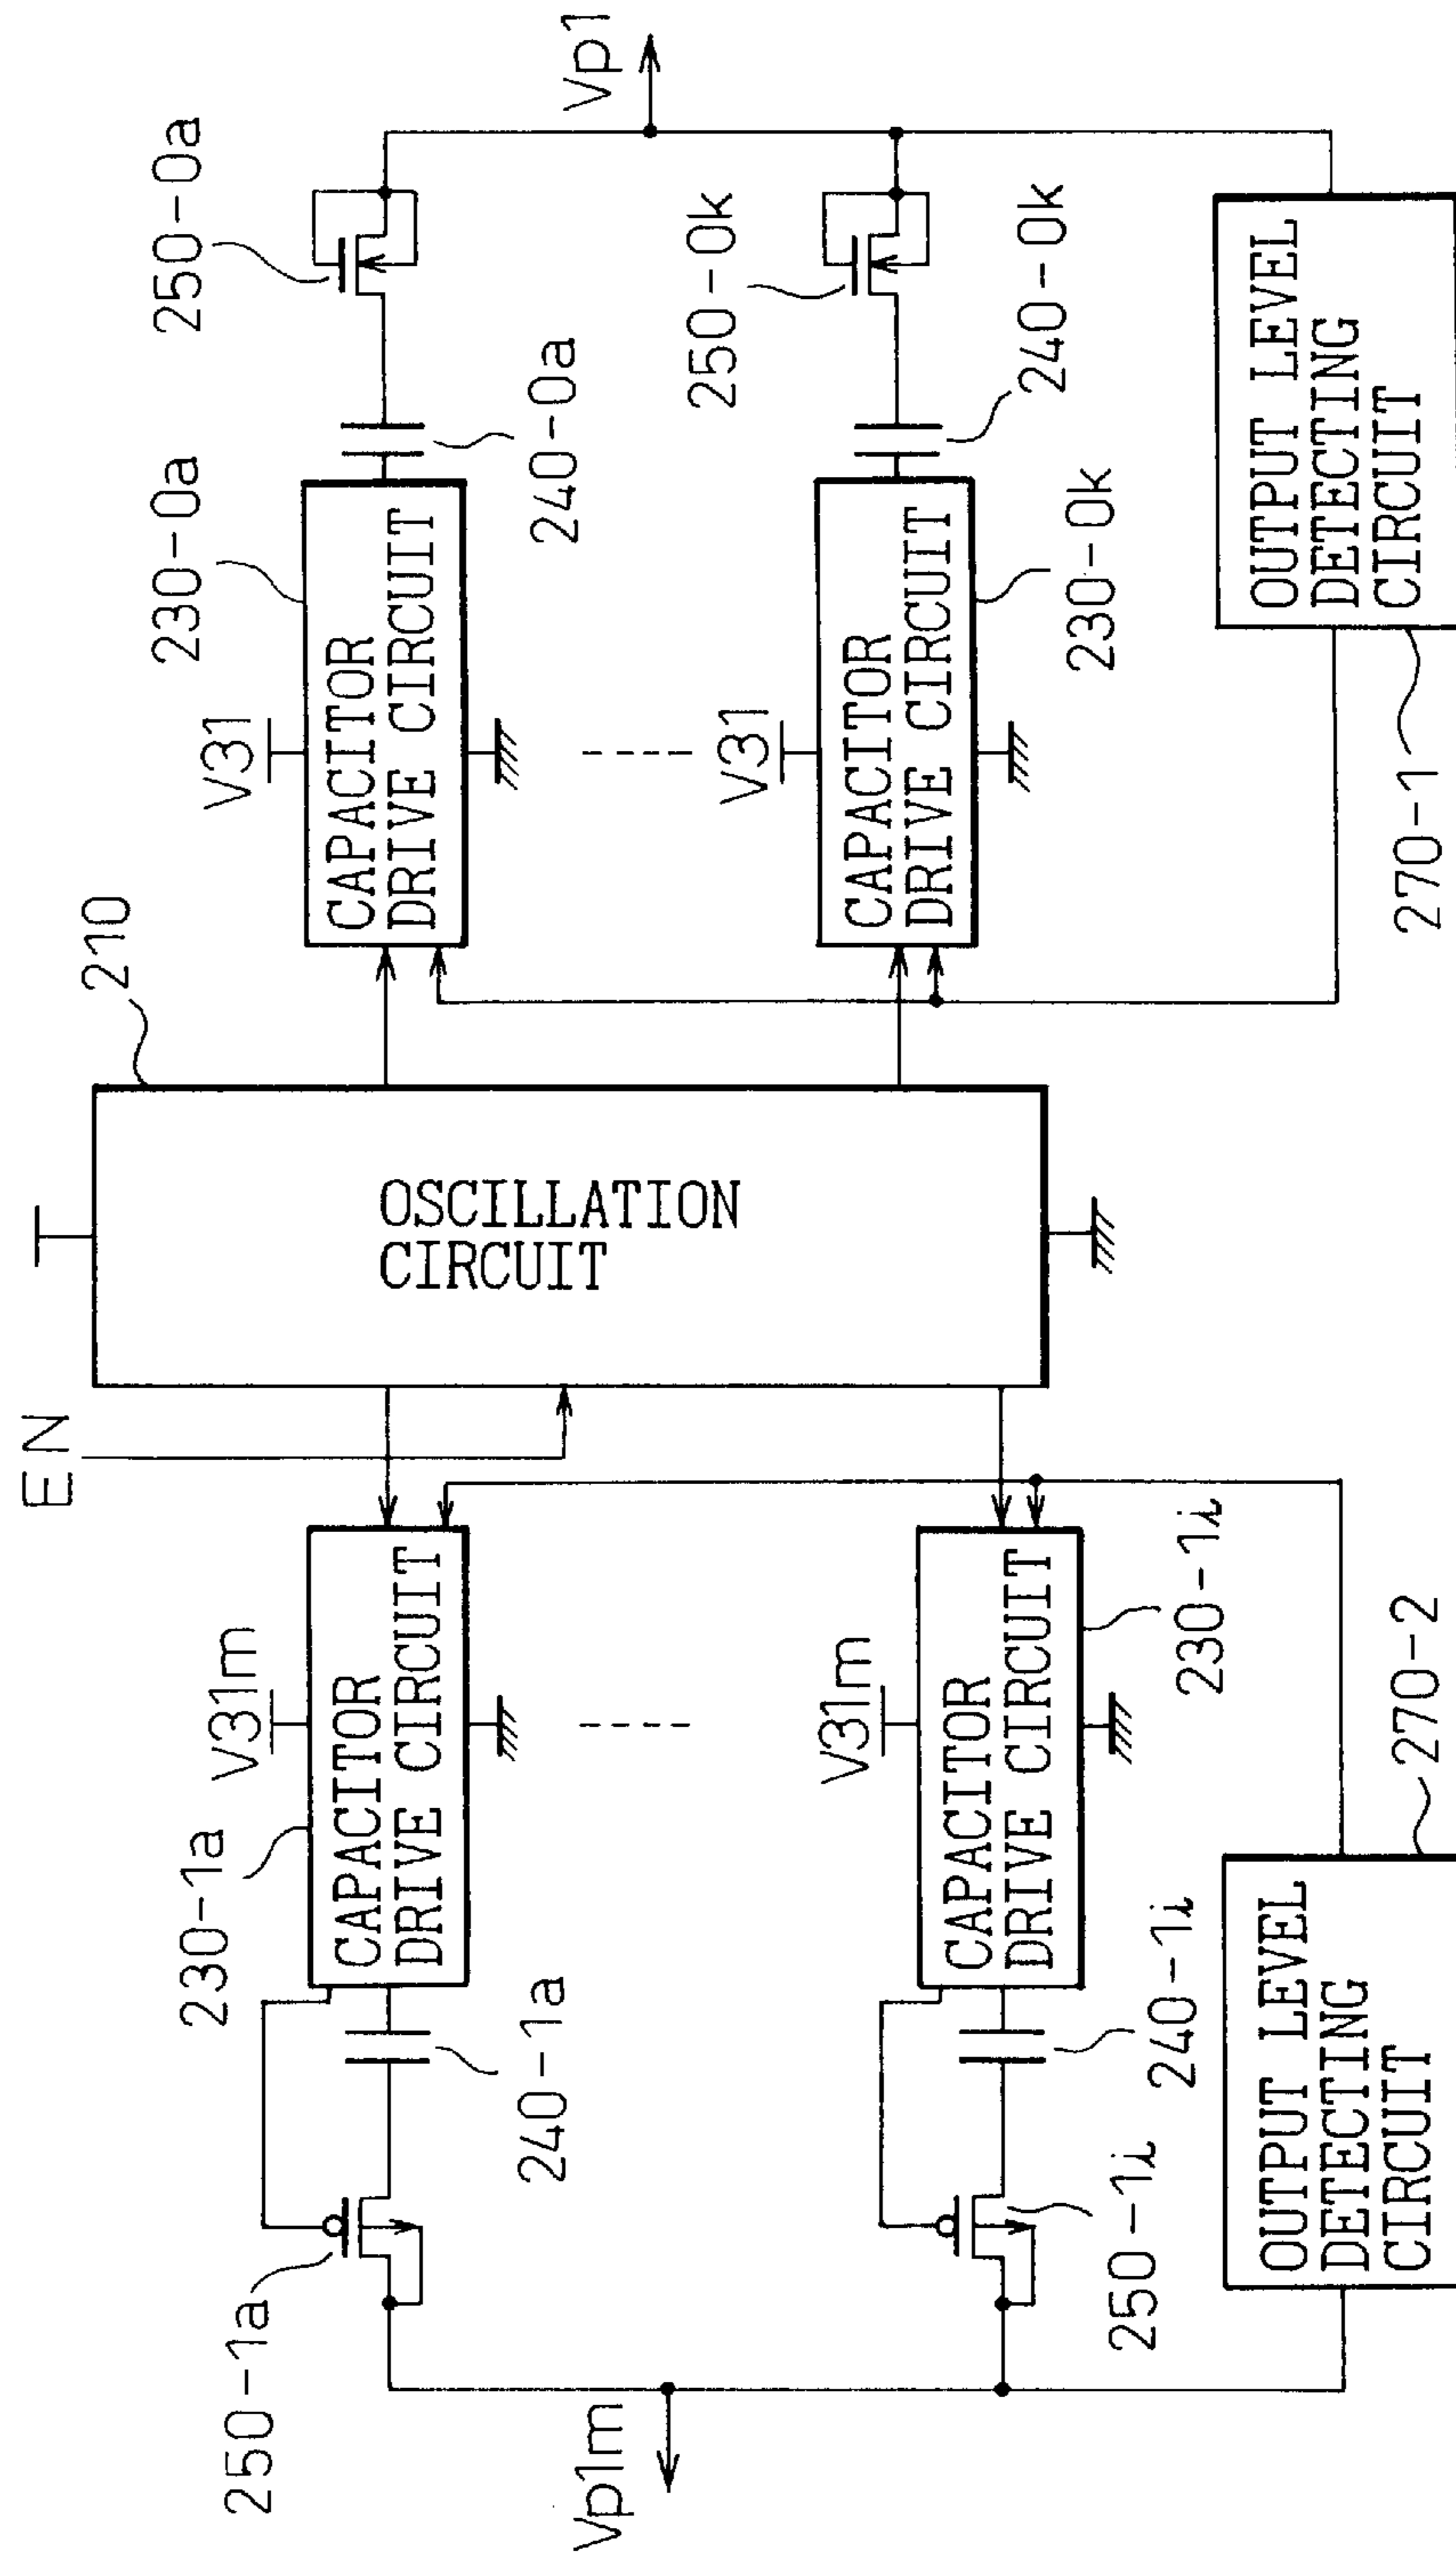 EN
210
OSCILLATION
CIRCUIT
230-1a
V31m
CAPACITOR
DRIVE CIRCUIT
250-1a
240-1a
Vp1m
V31m
CAPACITOR
DRIVE CIRCUIT
230-1i
240-1i
250-1i
OUTPUT LEVEL
DETECTING
CIRCUIT
270-2
V31
230-0a
250-0a
CAPACITOR
DRIVE CIRCUIT
240-0a
Vp1
V31
250-0k
CAPACITOR
DRIVE CIRCUIT
240-0k
230-0k
OUTPUT LEVEL
DETECTING
CIRCUIT
270-1